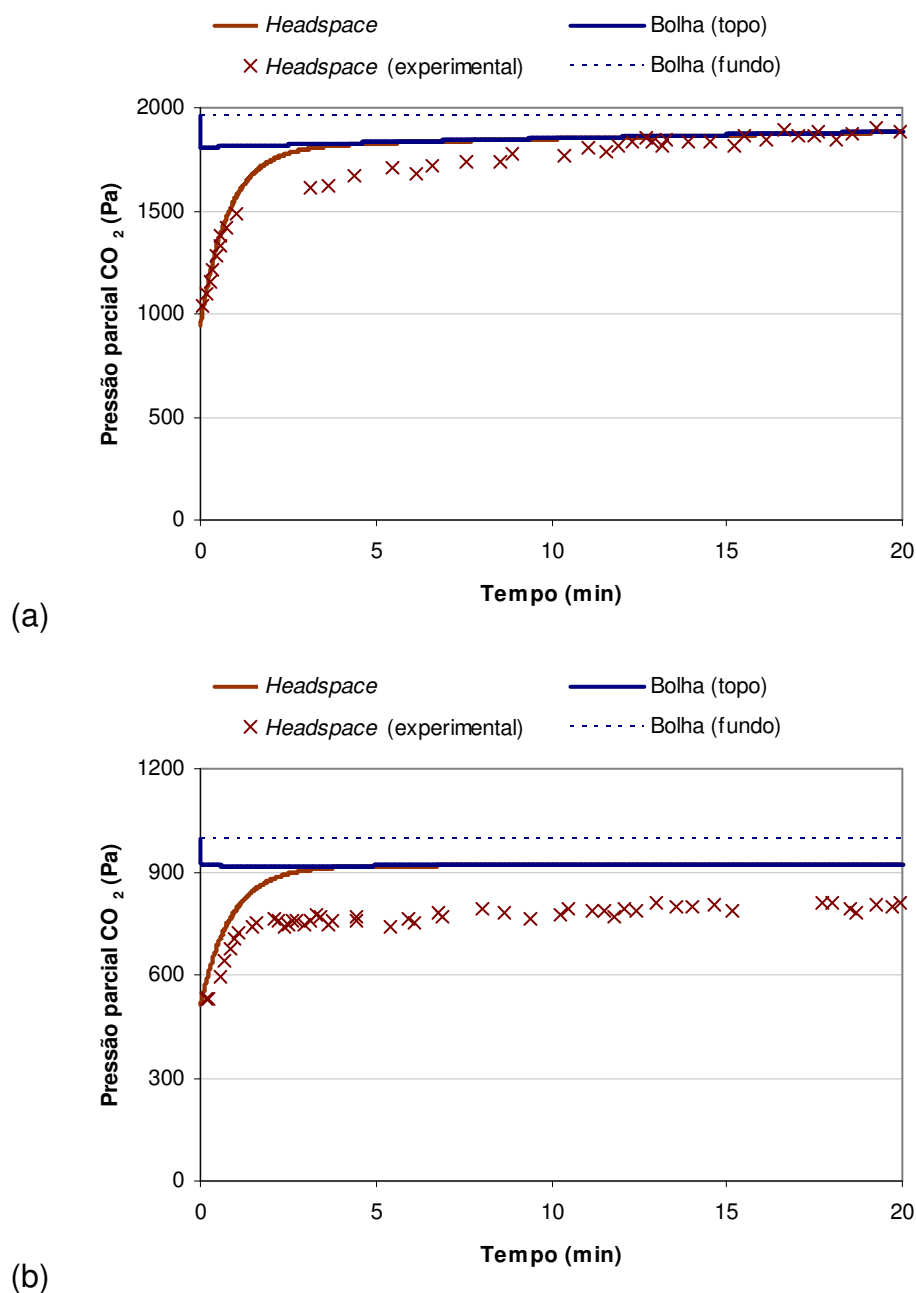 Headspace Bolha (topo)
Headspace (experimental) Bolha (fundo)
2000
1500
1000
500
0
Pressão parcial CO 2 (Pa)
0 5 10 15 20
Tempo (min)
(a)
Headspace Bolha (topo)
Headspace (experimental) Bolha (fundo)
1200
900
600
300
0
Pressão parcial CO 2 (Pa)
0 5 10 15 20
Tempo (min)
(b)